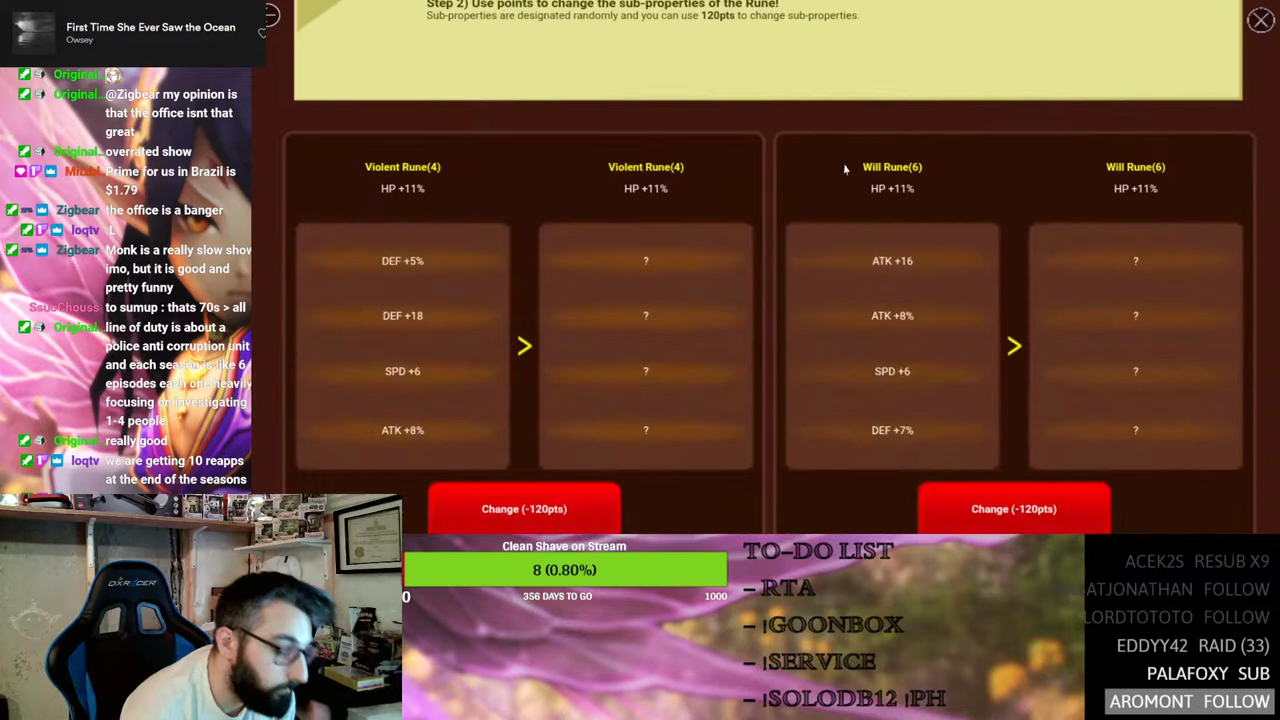 First Time She Ever Saw the Ocean
Owsey
Step 2) Use points to change the sub-properties of the Rune!
Sub-properties are designated randomly and you can use 120pts to change sub-properties.
Original..
Original.. @Zigbear my opinion is
that the office isnt that
great
Original.. overrated show
Prime for us in Brazil is
$1.79
Zigbear the office is a banger
loqtv :L
Zigbear Monk is a really slow show
imo, but it is good and
pretty funny
to sumup : thats 70s > all
Original.. line of duty is about a
police anti corruption unit
and each season is like 6
episodes each one heavily
focusing on investigating
1-4 people
Original.. really good
loqtv we are getting 10 reapps
at the end of the seasons
Violent Rune(4)
HP +11%
DEF +5%
DEF +18
SPD +6
ATK +8%
>
Violent Rune(4)
HP +11%
?
?
?
?
Change (-120pts)
Will Rune(6)
HP +11%
ATK +16
ATK +8%
SPD +6
DEF +7%
>
Will Rune(6)
HP +11%
?
?
?
?
Change (-120pts)
DXRACER
Clean Shave on Stream
8 (0.80%)
0 356 DAYS TO GO 1000
TO-DO LIST
- RTA
- !GOONBOX
- !SERVICE
- !SOLODB12 !PH
ACEK2S RESUB X9
ATJONATHAN FOLLOW
LORDTOTOTO FOLLOW
EDDYY42 RAID (33)
PALAFOXY SUB
AROMONT FOLLOW